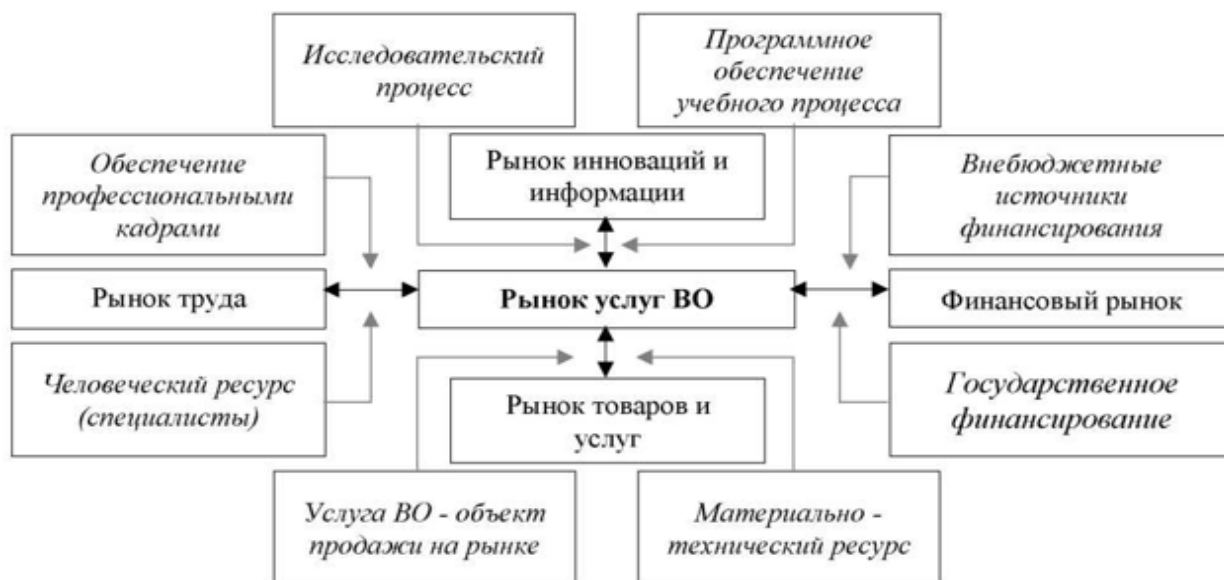 Исследовательский
процесс
Программное
обеспечение
учебного процесса
Обеспечение
профессиональными
кадрами
Рынок инноваций и
информации
Внебюджетные
источники
финансирования
Рынок труда
Рынок услуг ВО
Финансовый рынок
Человеческий ресурс
(специалисты)
Рынок товаров и
услуг
Государственное
финансирование
Услуга ВО - объект
продажи на рынке
Материально -
технический ресурс